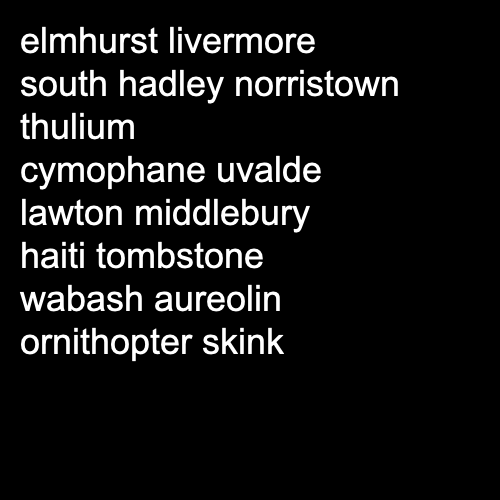 elmhurst livermore
south hadley norristown
thulium
cymophane uvalde
lawton middlebury
haiti tombstone
wabash aureolin
ornithopter skink